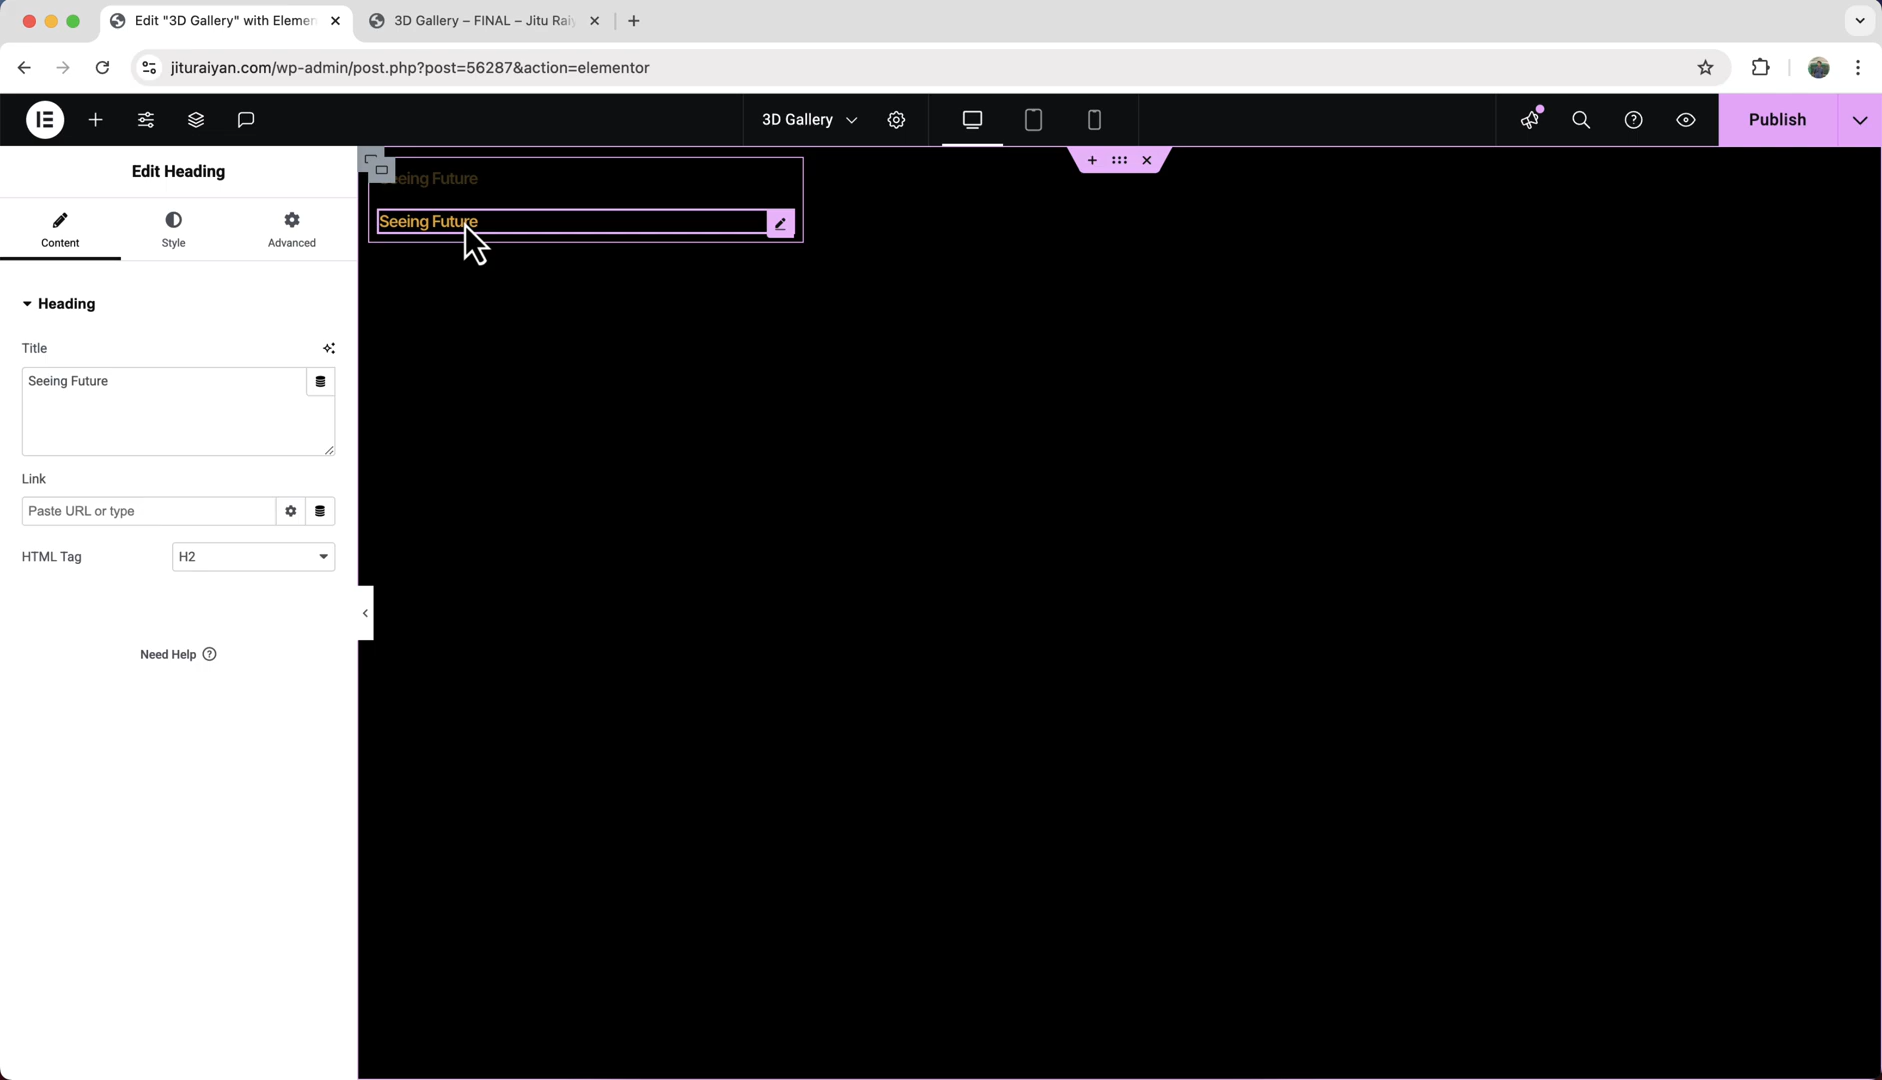 Edit "3D Gallery" with Elemen
3D Gallery – FINAL – Jitu Raiy
jituraiyan.com/wp-admin/post.php?post=56287&action=elementor
3D Gallery
Publish
Edit Heading
Content
Style
Advanced
Heading
Title
Seeing Future
Link
Paste URL or type
HTML Tag
H2
Need Help
eeing Future
Seeing Future